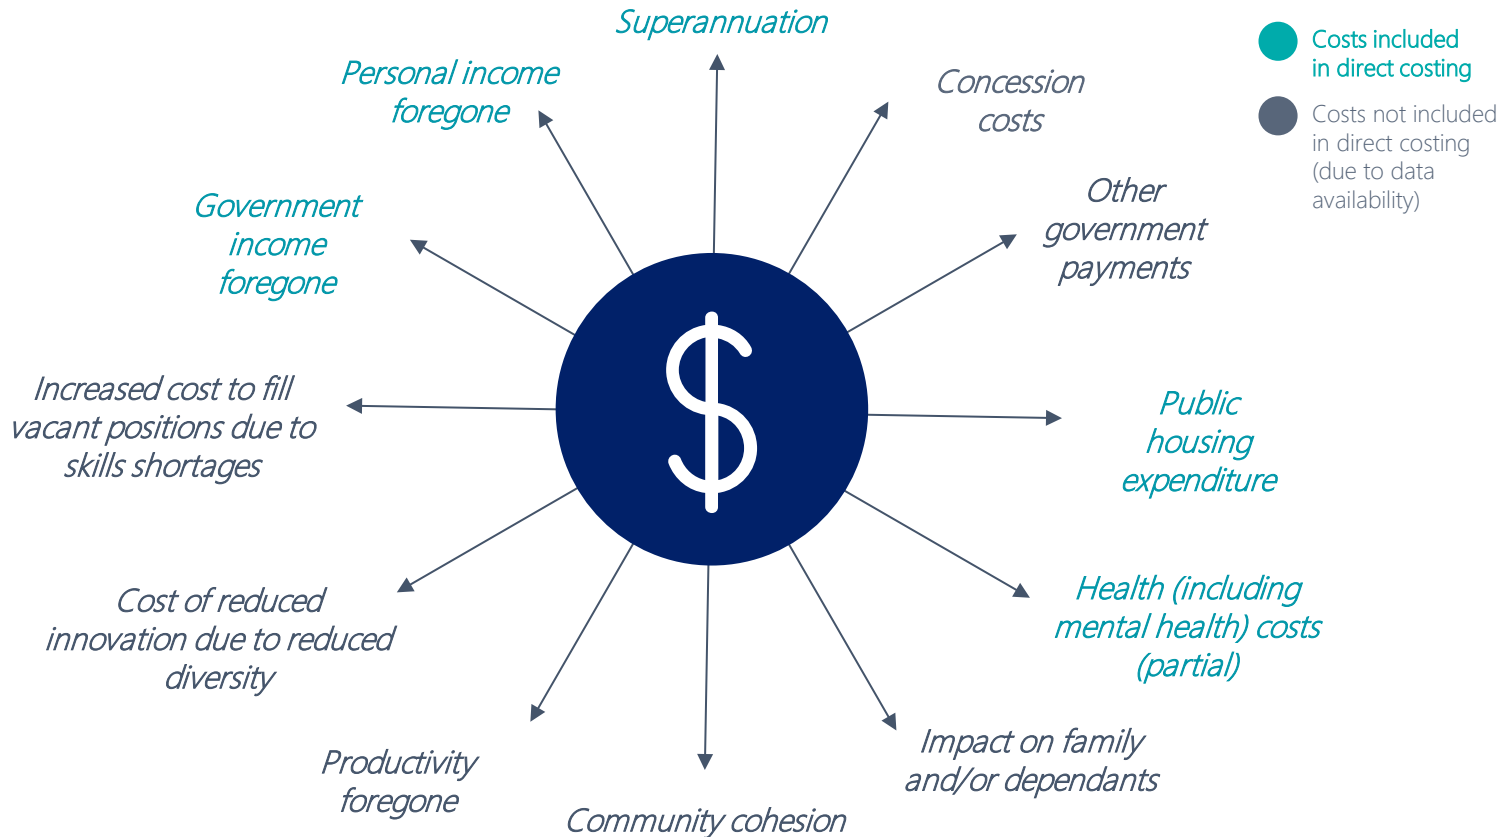 Superannuation
Personal income
foregone
Concession
costs
Costs included
in direct costing
Costs not included
in direct costing
(due to data
availability)
Government
income
foregone
Other
government
payments
Increased cost to fill
vacant positions due to
skills shortages
$
Public
housing
expenditure
Cost of reduced
innovation due to reduced
diversity
Health (including
mental health) costs
(partial)
Productivity
foregone
Community cohesion
Impact on family
and/or dependants